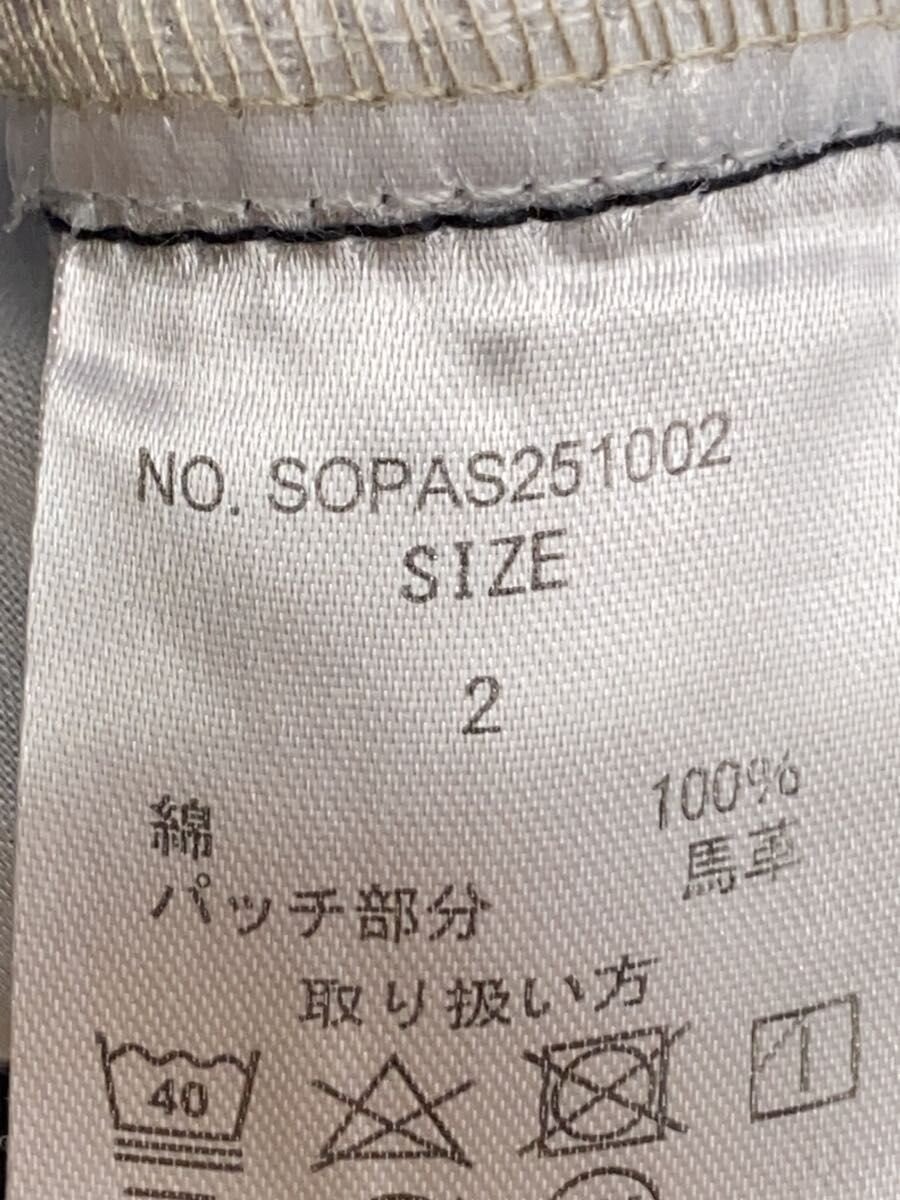 NO. SOPAS251002
SIZE
2
綿 100%
パッチ部分 馬革
取り扱い方
40